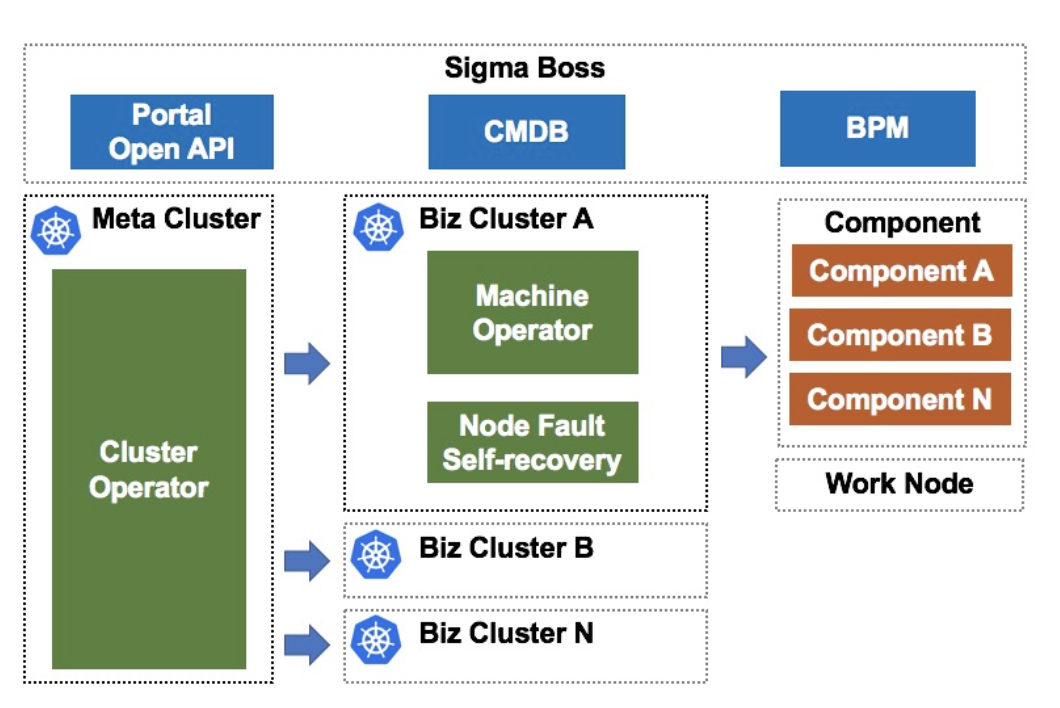 Sigma Boss
Portal
Open API
CMDB
BPM
Meta Cluster
Cluster
Operator
Biz Cluster A
Machine
Operator
Node Fault
Self-recovery
Biz Cluster B
Biz Cluster N
Component
Component A
Component B
Component N
Work Node